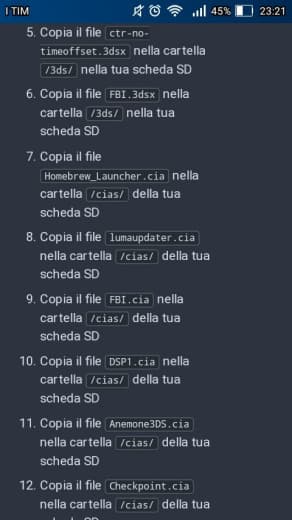 I TIM 45% 23:21
5. Copia il file ctr-no-
timeoffset.3dsx nella cartella
/3ds/ nella tua scheda SD
6. Copia il file FBI.3dsx nella
cartella /3ds/ nella tua
scheda SD
7. Copia il file
Homebrew_Launcher.cia nella
cartella /cias/ della tua
scheda SD
8. Copia il file lumaupdater.cia
nella cartella /cias/ della tua
scheda SD
9. Copia il file FBI.cia nella
cartella /cias/ della tua
scheda SD
10. Copia il file DSP1.cia nella
cartella /cias/ della tua
scheda SD
11. Copia il file Anemone3DS.cia
nella cartella /cias/ della tua
scheda SD
12. Copia il file Checkpoint.cia
nella cartella /cias/ della tua
scheda SD